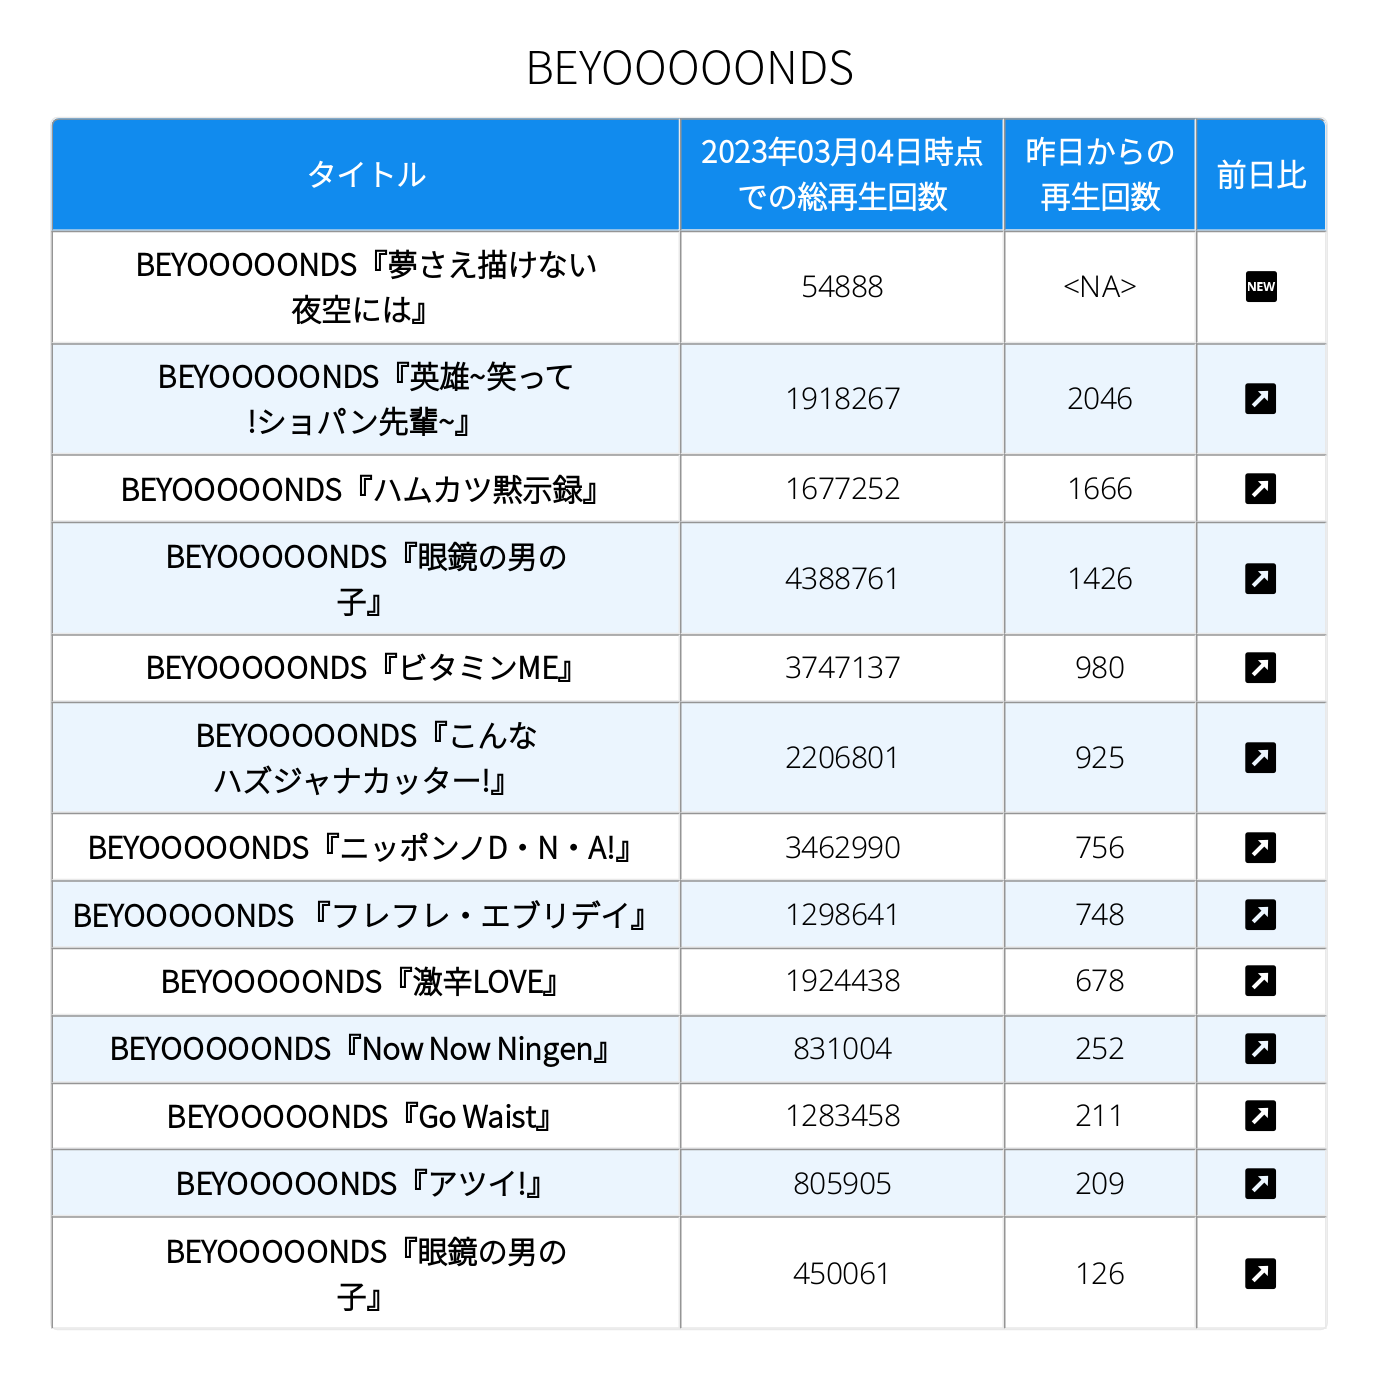 BEYOOOOONDS
タイトル
2023年03月04日時点
での総再生回数
昨日からの
再生回数
前日比
BEYOOOOONDS『夢さえ描けない
夜空には』
54888
<NA>
NEW
BEYOOOOONDS『英雄~笑って
!ショパン先輩~』
1918267
2046
BEYOOOOONDS『ハムカツ黙示録』
1677252
1666
BEYOOOOONDS『眼鏡の男の
子』
4388761
1426
BEYOOOOONDS『ビタミンME』
3747137
980
BEYOOOOONDS『こんな
ハズジャナカッター!』
2206801
925
BEYOOOOONDS『ニッポンノD・N・A!』
3462990
756
BEYOOOOONDS 『フレフレ・エブリデイ』
1298641
748
BEYOOOOONDS『激辛LOVE』
1924438
678
BEYOOOOONDS『Now Now Ningen』
831004
252
BEYOOOOONDS『Go Waist』
1283458
211
BEYOOOOONDS『アツイ!』
805905
209
BEYOOOOONDS『眼鏡の男の
子』
450061
126